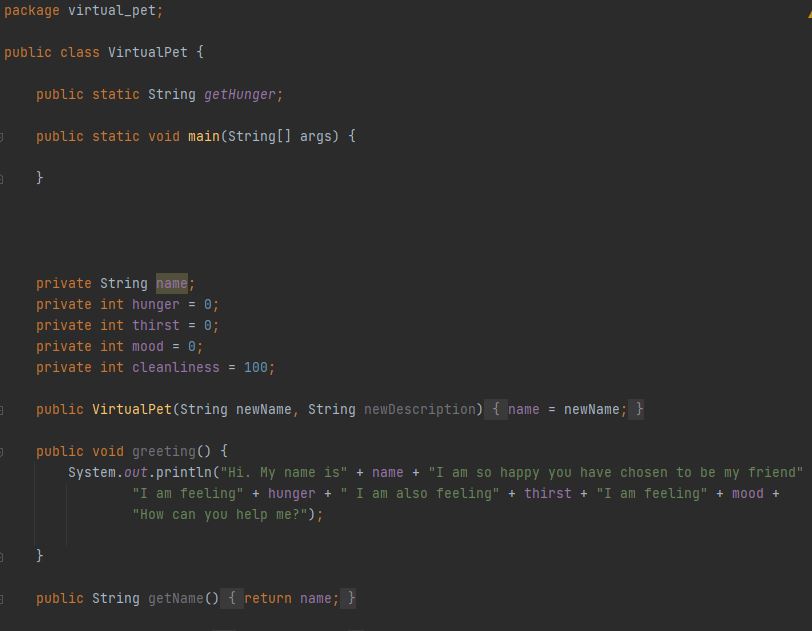 package virtual_pet;
public class VirtualPet {
public static String getHunger;
public static void main(String[] args) {
}
private String name;
private int hunger = 0;
private int thirst = 0;
private int mood = 0;
private int cleanliness = 100;
public VirtualPet(String newName, String newDescription) { name = newName; }
public void greeting() {
System.out.println("Hi. My name is" + name + "I am so happy you have chosen to be my friend"
"I am feeling" + hunger + " I am also feeling" + thirst + "I am feeling" + mood +
"How can you help me?");
}
public String getName() { return name; }